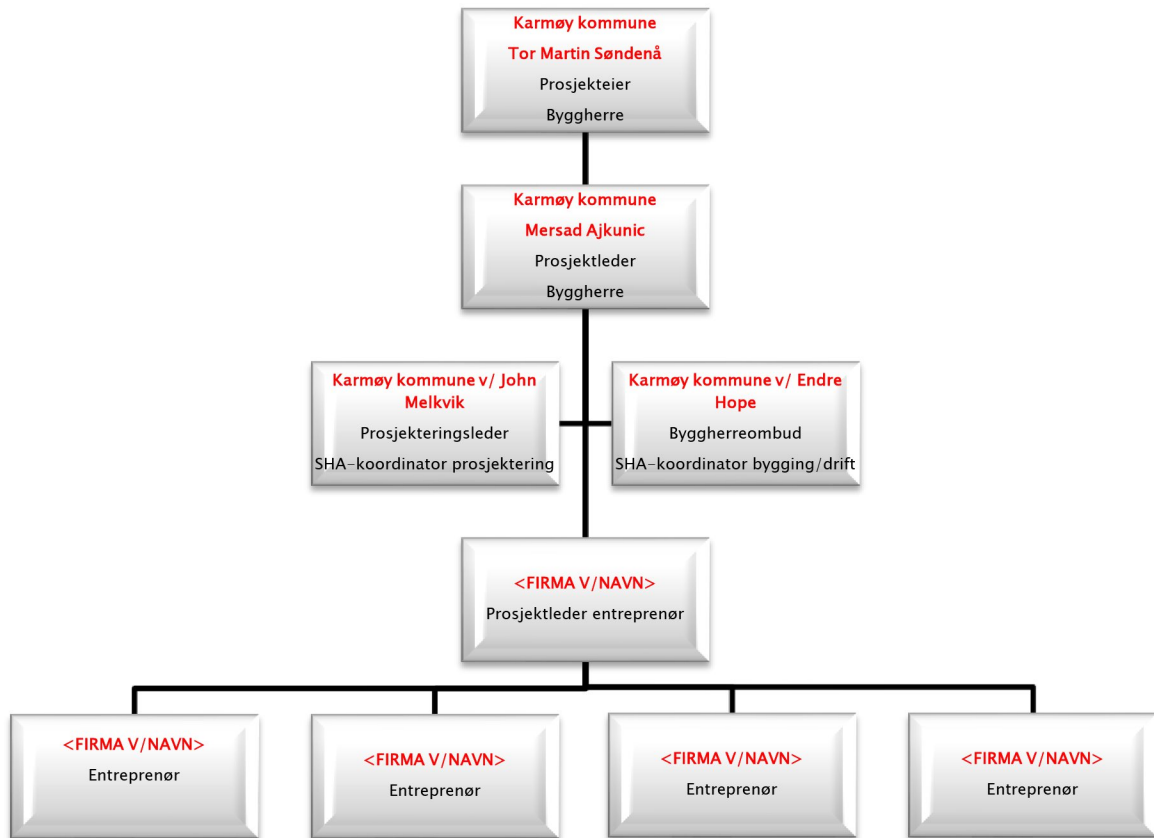 Karmøy kommune
Tor Martin Søndenå
Prosjekteier
Byggherre
Karmøy kommune
Mersad Ajkunic
Prosjektleder
Byggherre
Karmøy kommune v/ John
Melkvik
Prosjekteringsleder
SHA-koordinator prosjektering
Karmøy kommune v/ Endre
Hope
Byggherreombud
SHA-koordinator bygging/drift
<FIRMA V/NAVN>
Prosjektleder entreprenør
<FIRMA V/NAVN>
Entreprenør
<FIRMA V/NAVN>
Entreprenør
<FIRMA V/NAVN>
Entreprenør
<FIRMA V/NAVN>
Entreprenør